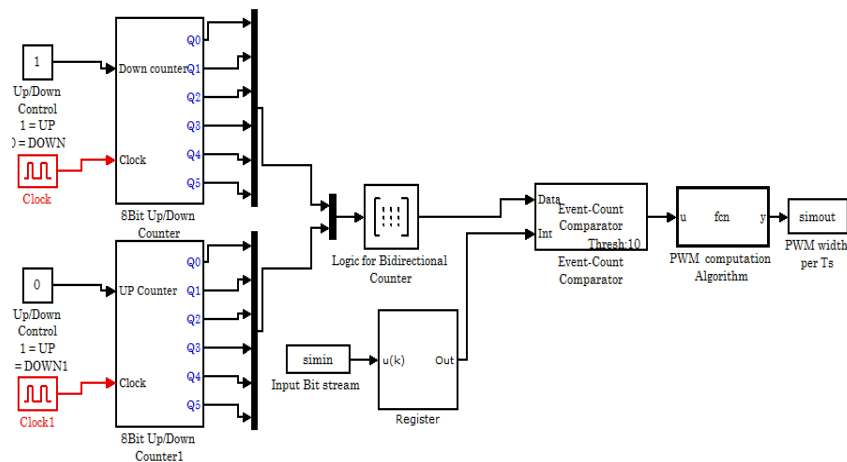 1
Up/Down
Control
1 = UP
0 = DOWN
Clock
Down counter
Clock
Q0
Q1
Q2
Q3
Q4
Q5
8Bit Up/Down
Counter
0
Up/Down
Control
1 = UP
= DOWN1
Clock1
UP Counter
Clock
Q0
Q1
Q2
Q3
Q4
Q5
8Bit Up/Down
Counter1
Logic for Bidirectional
Counter
simin
Input Bit stream
u(k)
Out
Register
Data
Int
Event-Count
Comparator
Thresh:10
Event-Count
Comparator
u
fcn
y
PWM computation
Algorithm
simout
PWM width
per Ts